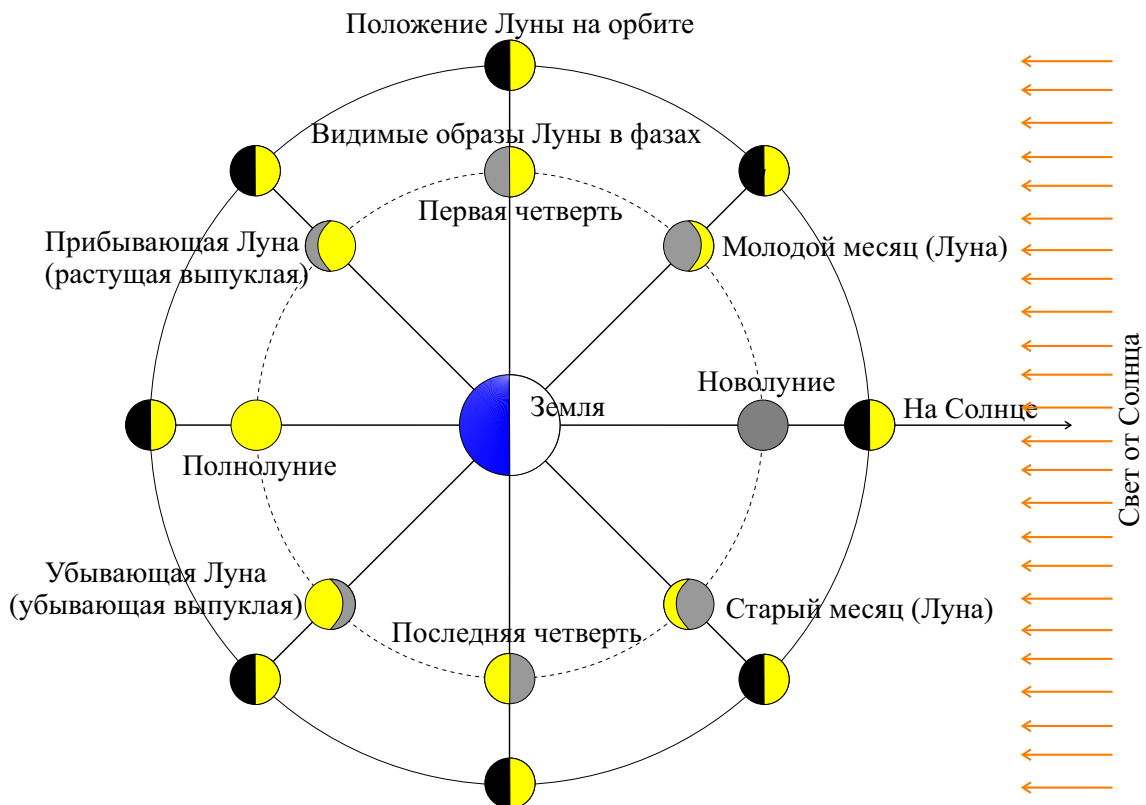 Положение Луны на орбите
Видимые образы Луны в фазах
Первая четверть
Прибывающая Луна
(растущая выпуклая)
Молодой месяц (Луна)
Новолуние
Земля
На Солнце
Свет от Солнца
Полнолуние
Убывающая Луна
(убывающая выпуклая)
Старый месяц (Луна)
Последняя четверть